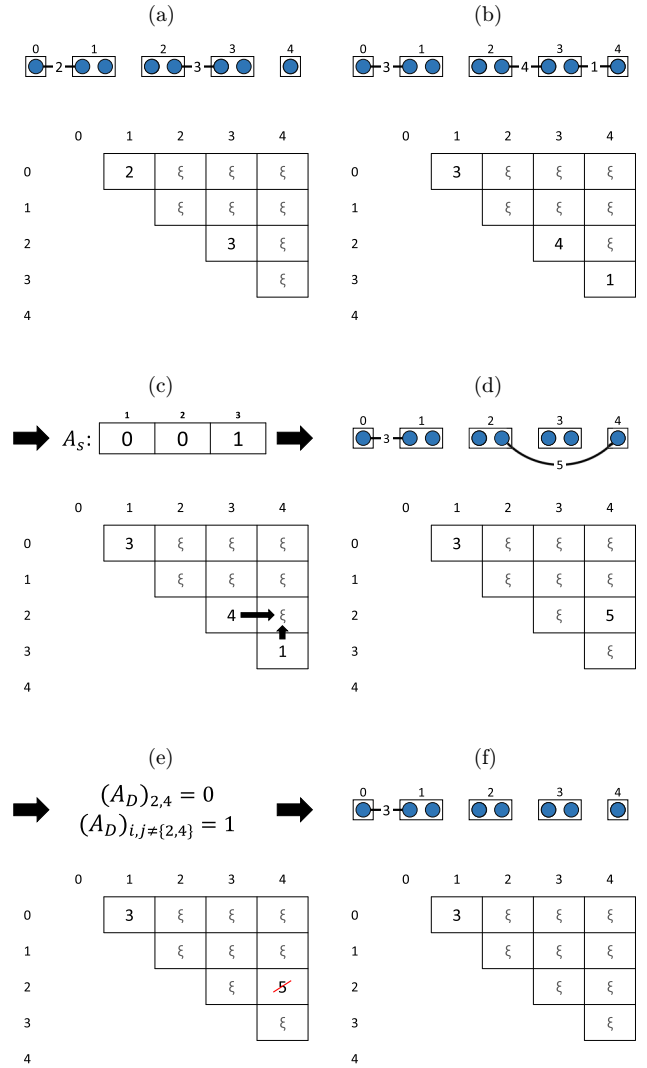 (a) (b)
0 1 2 3 4 0 1 2 3 4
2 3 3 4 1
0 1 2 3 4 0 1 2 3 4
0 2 ξ ξ ξ 0 3 ξ ξ ξ
1 ξ ξ ξ 1 ξ ξ ξ
2 3 ξ 2 4 ξ
3 ξ 3 1
4 4
(c) (d)
1 2 3 0 1 2 3 4
A_s: 0 0 1 3
5
0 1 2 3 4 0 1 2 3 4
0 3 ξ ξ ξ 0 3 ξ ξ ξ
1 ξ ξ ξ 1 ξ ξ ξ
2 4 ξ 2 ξ 5
3 1 3 ξ
4 4
(e) (f)
(A_D)_{2,4} = 0 0 1 2 3 4
(A_D)_{i,j≠{2,4}} = 1 3
0 1 2 3 4 0 1 2 3 4
0 3 ξ ξ ξ 0 3 ξ ξ ξ
1 ξ ξ ξ 1 ξ ξ ξ
2 ξ 5 2 ξ ξ
3 ξ 3 ξ
4 4